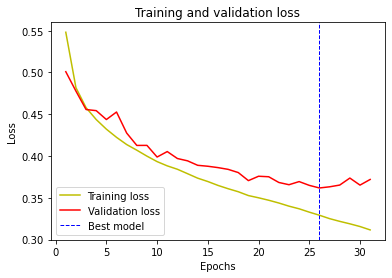 Training and validation loss
0.55
0.50
0.45
0.40
0.35
0.30
Loss
Training loss
Validation loss
Best model
0 5 10 15 20 25 30
Epochs